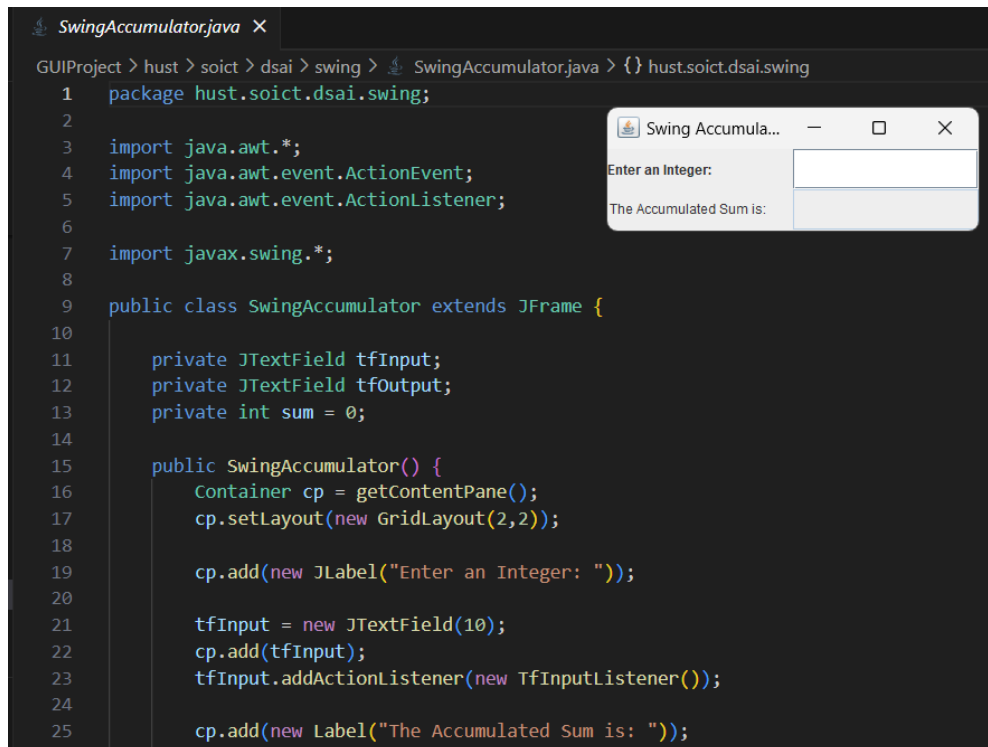 SwingAccumulator.java
GUIProject > hust > soict > dsai > swing > SwingAccumulator.java > {} hust.soict.dsai.swing
1 package hust.soict.dsai.swing;
2
3 import java.awt.*;
4 import java.awt.event.ActionEvent;
5 import java.awt.event.ActionListener;
6
7 import javax.swing.*;
8
9 public class SwingAccumulator extends JFrame {
10
11 private JTextField tfInput;
12 private JTextField tfOutput;
13 private int sum = 0;
14
15 public SwingAccumulator() {
16 Container cp = getContentPane();
17 cp.setLayout(new GridLayout(2,2));
18
19 cp.add(new JLabel("Enter an Integer: "));
20
21 tfInput = new JTextField(10);
22 cp.add(tfInput);
23 tfInput.addActionListener(new TfInputListener());
24
25 cp.add(new Label("The Accumulated Sum is: "));
Swing Accumula...
Enter an Integer:
The Accumulated Sum is: